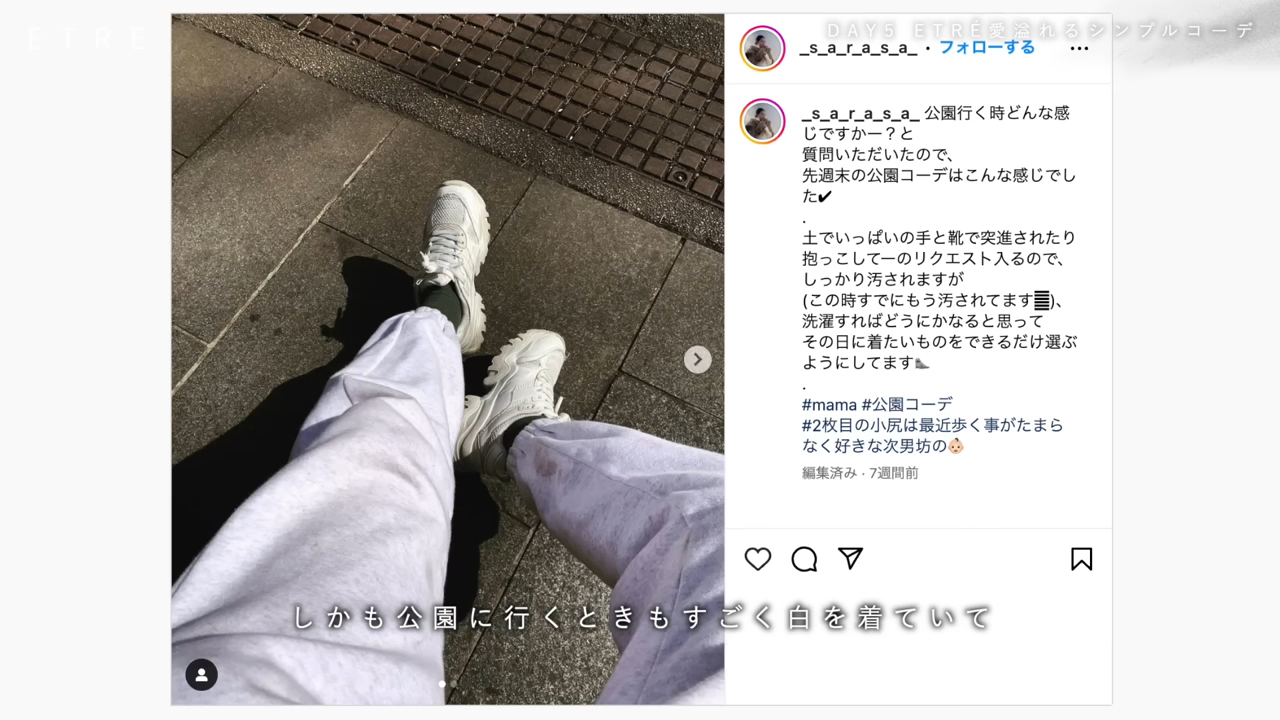 ETRÉ
DAY5 ETRÉ愛溢れるシンプルコーデ
_s_a_r_a_s_a_ • フォローする
_s_a_r_a_s_a_ 公園行く時どんな感
じですかー？と
質問いただいたので、
先週末の公園コーデはこんな感じでし
た✔
.
土でいっぱいの手と靴で突進されたり
抱っこしてーのリクエスト入るので、
しっかり汚されますが
(この時すでにもう汚されてます𝄛)、
洗濯すればどうにかなると思って
その日に着たいものをできるだけ選ぶ
ようにしてます👟
.
#mama #公園コーデ
#2枚目の小尻は最近歩く事がたまら
なく好きな次男坊の👶🏻
編集済み・7週間前
しかも公園に行くときもすごく白を着ていて